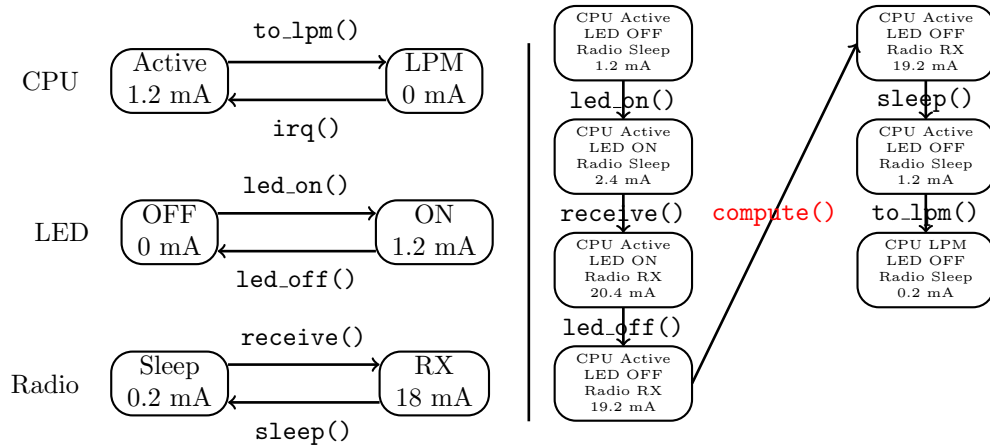 to_lpm()
CPU
Active
1.2 mA
LPM
0 mA
irq()
led_on()
LED
OFF
0 mA
ON
1.2 mA
led_off()
receive()
Radio
Sleep
0.2 mA
RX
18 mA
sleep()
CPU Active
LED OFF
Radio Sleep
1.2 mA
led_on()
CPU Active
LED ON
Radio Sleep
2.4 mA
receive()
CPU Active
LED ON
Radio RX
20.4 mA
led_off()
CPU Active
LED OFF
Radio RX
19.2 mA
compute()
CPU Active
LED OFF
Radio RX
19.2 mA
sleep()
CPU Active
LED OFF
Radio Sleep
1.2 mA
to_lpm()
CPU LPM
LED OFF
Radio Sleep
0.2 mA